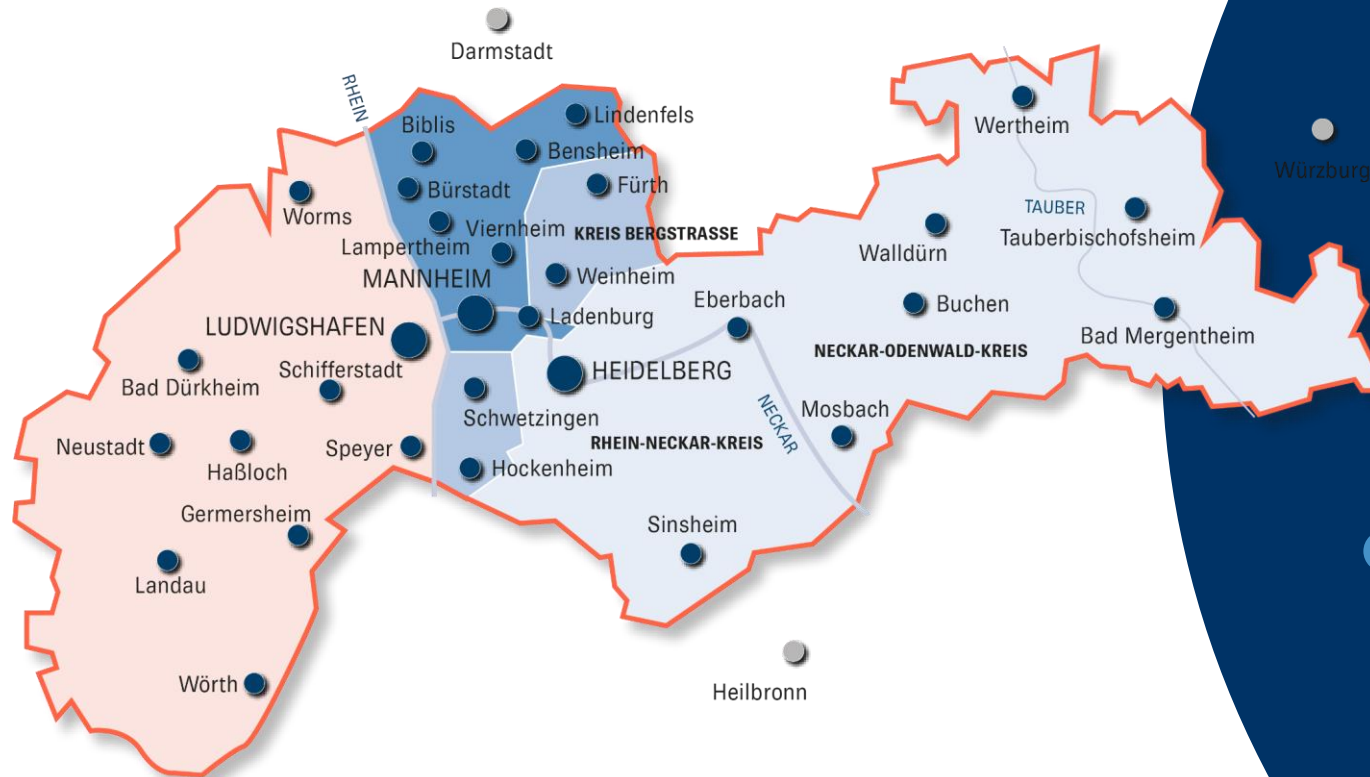 Darmstadt
RHEIN
Biblis
Lindenfels
Bensheim
Wertheim
Würzburg
Bürstadt
Fürth
Worms
Lampertheim
Viernheim
KREIS BERGSTRASSE
TAUBER
Tauberbischofsheim
Walldürn
MANNHEIM
Weinheim
Eberbach
Buchen
LUDWIGSHAFEN
Ladenburg
Bad Mergentheim
NECKAR-ODENWALD-KREIS
Bad Dürkheim
Schifferstadt
HEIDELBERG
Schwetzingen
NECKAR
Mosbach
Neustadt
Haßloch
Speyer
RHEIN-NECKAR-KREIS
Hockenheim
Germersheim
Sinsheim
Landau
Wörth
Heilbronn